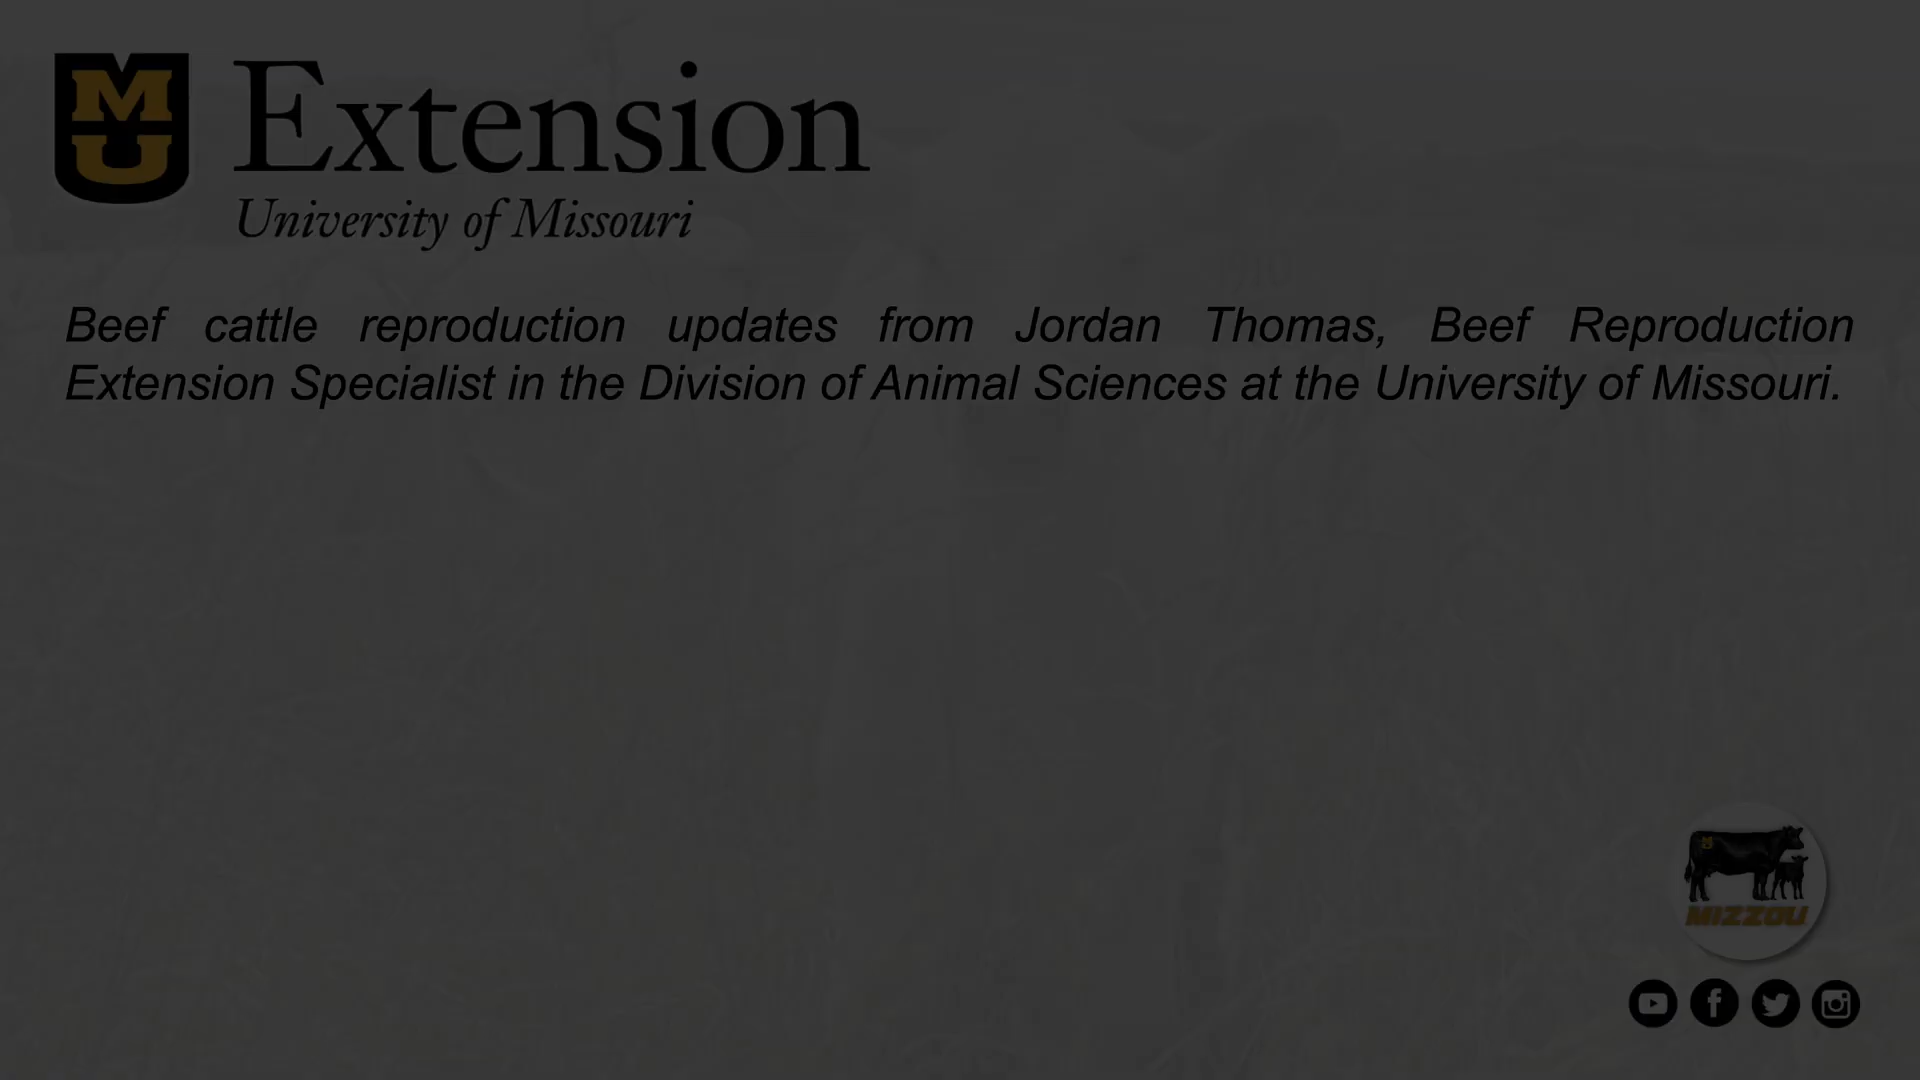 MU
Extension
University of Missouri
Beef cattle reproduction updates from Jordan Thomas, Beef Reproduction
Extension Specialist in the Division of Animal Sciences at the University of Missouri.
MIZZOU